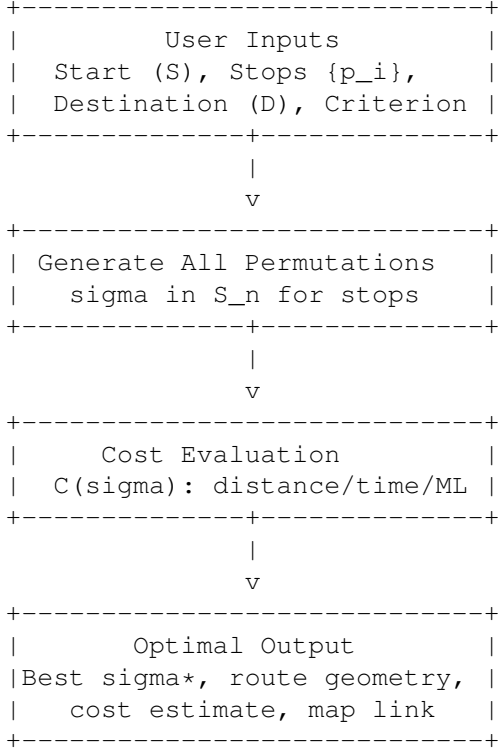 User Inputs
Start (S), Stops {p_i},
Destination (D), Criterion
Generate All Permutations
sigma in S_n for stops
Cost Evaluation
C(sigma): distance/time/ML
Optimal Output
Best sigma*, route geometry,
cost estimate, map link